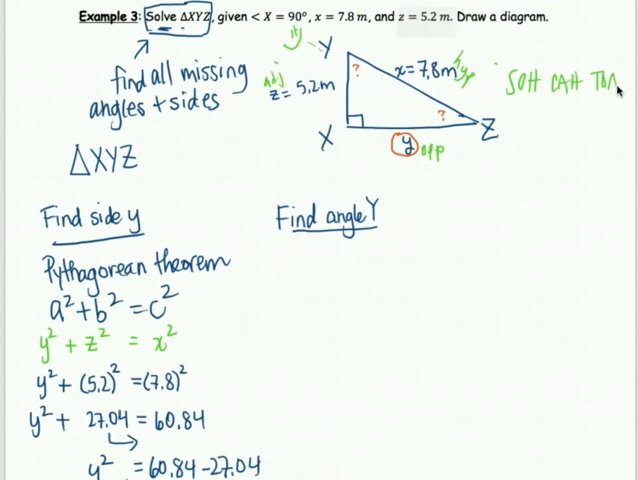 Example 3: Solve ΔXYZ, given < X = 90°, x = 7.8 m, and z = 5.2 m. Draw a diagram.
find all missing
angles + sides
ΔXYZ
Y
?
x = 7.8m hyp
adj
z = 5.2m
?
X
y opp
Z
SOH CAH TOA
Find side y
Find angle Y
Pythagorean theorem
a² + b² = c²
y² + z² = x²
y² + (5.2)² = (7.8)²
y² + 27.04 = 60.84
y² = 60.84 - 27.04